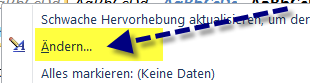 Schwache Hervorhebung aktualisieren, um der
Ändern...
Alles markieren: (Keine Daten)